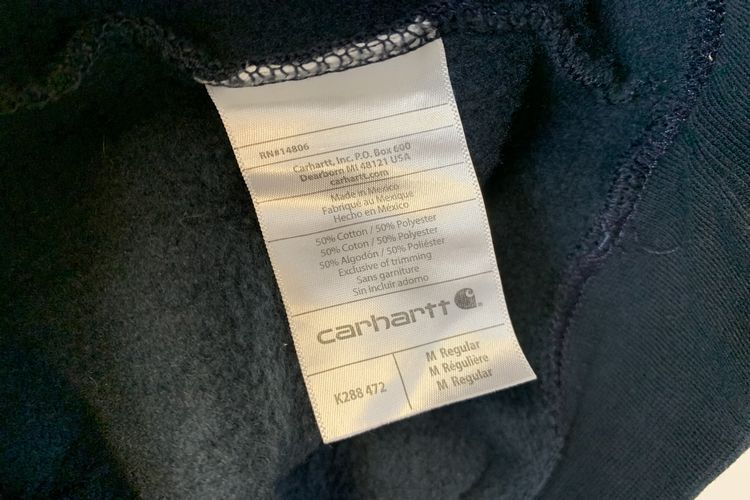 RN#14806
Carhartt, Inc. P.O. Box 600
Dearborn MI 48121 USA
carhartt.com
Made in Mexico
Fabriqué au Mexique
Hecho en México
50% Cotton / 50% Polyester
50% Coton / 50% Polyester
50% Algodón / 50% Poliéster
Exclusive of trimming
Sans garniture
Sin incluir adorno
carhartt
K288 472
M Regular
M Régulière
M Regular